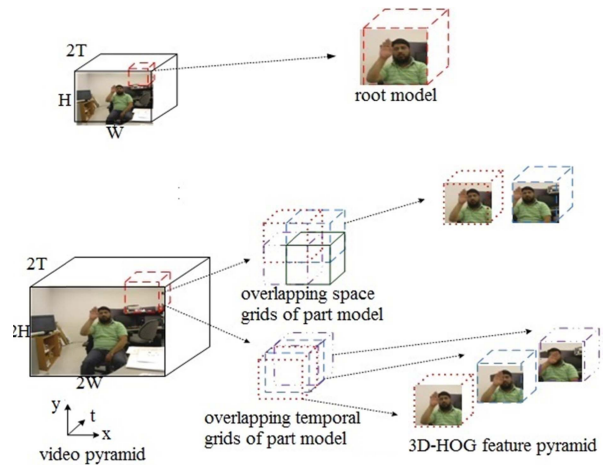 2T
H
W
root model
2T
2H
2W
overlapping space
grids of part model
overlapping temporal
grids of part model
y
t
x
video pyramid
3D-HOG feature pyramid